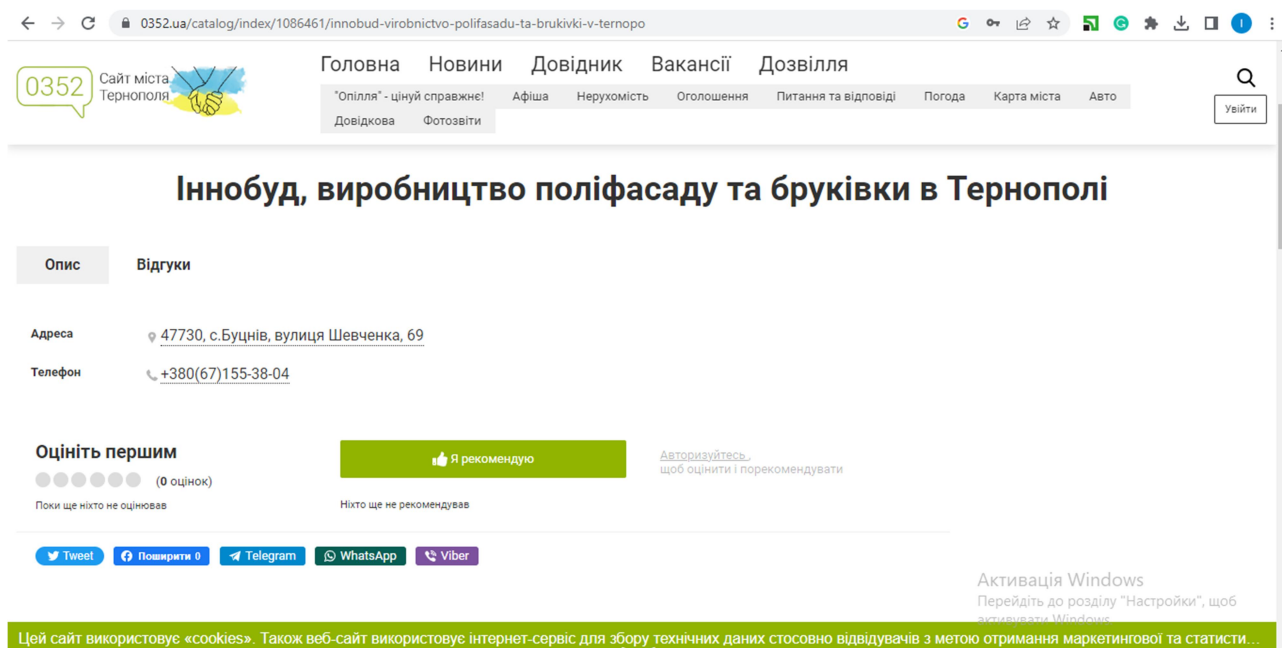 0352.ua/catalog/index/1086461/innobud-virobnictvo-polifasadu-ta-brukivki-v-ternopo
0352
Сайт міста
Тернополя
Головна Новини Довідник Вакансії Дозвілля
"Опілля" - цінуй справжнє! Афіша Нерухомість Оголошення Питання та відповіді Погода Карта міста Авто
Довідкова Фотозвіти
Увійти
Іннобуд, виробництво поліфасаду та бруківки в Тернополі
Опис Відгуки
Адреса 47730, с.Буцнів, вулиця Шевченка, 69
Телефон +380(67)155-38-04
Оцініть першим
(0 оцінок)
Поки ще ніхто не оцінював
Я рекомендую
Ніхто ще не рекомендував
Авторизуйтесь ,
щоб оцінити і порекомендувати
Tweet Поширити 0 Telegram WhatsApp Viber
Активація Windows
Перейдіть до розділу "Настройки", щоб
активувати Windows.
Цей сайт використовує «cookies». Також веб-сайт використовує інтернет-сервіс для збору технічних даних стосовно відвідувачів з метою отримання маркетингової та статисти...